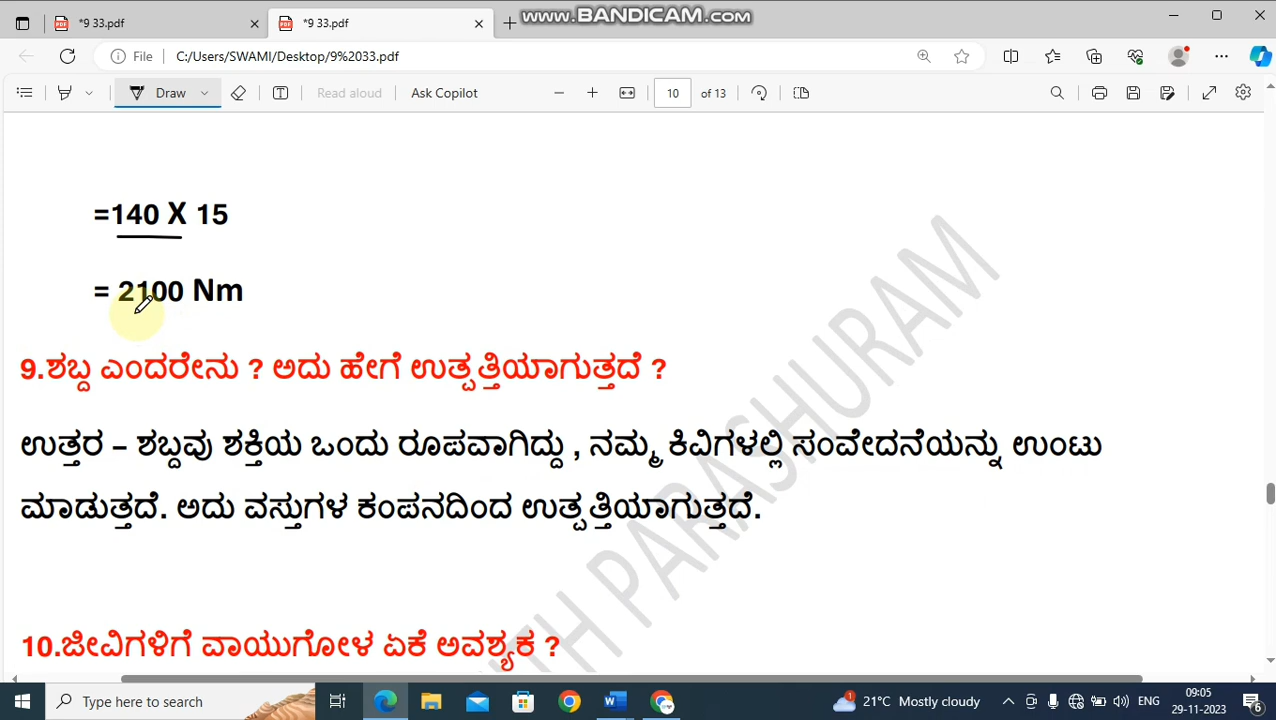 www.BANDICAM.com
*9 33.pdf
*9 33.pdf
File C:/Users/SWAMI/Desktop/9%2033.pdf
Draw
Read aloud
Ask Copilot
10 of 13
=140 X 15
= 2100 Nm
9.ಶಬ್ದ ಎಂದರೇನು ? ಅದು ಹೇಗೆ ಉತ್ಪತ್ತಿಯಾಗುತ್ತದೆ ?
ಉತ್ತರ – ಶಬ್ದವು ಶಕ್ತಿಯ ಒಂದು ರೂಪವಾಗಿದ್ದು , ನಮ್ಮ ಕಿವಿಗಳಲ್ಲಿ ಸಂವೇದನೆಯನ್ನು ಉಂಟು
ಮಾಡುತ್ತದೆ. ಅದು ವಸ್ತುಗಳ ಕಂಪನದಿಂದ ಉತ್ಪತ್ತಿಯಾಗುತ್ತದೆ.
10.ಜೀವಿಗಳಿಗೆ ವಾಯುಗೋಳ ಏಕೆ ಅವಶ್ಯಕ ?
PARASHURAM
Type here to search
1
21°C Mostly cloudy
ENG
09:05
29-11-2023
6